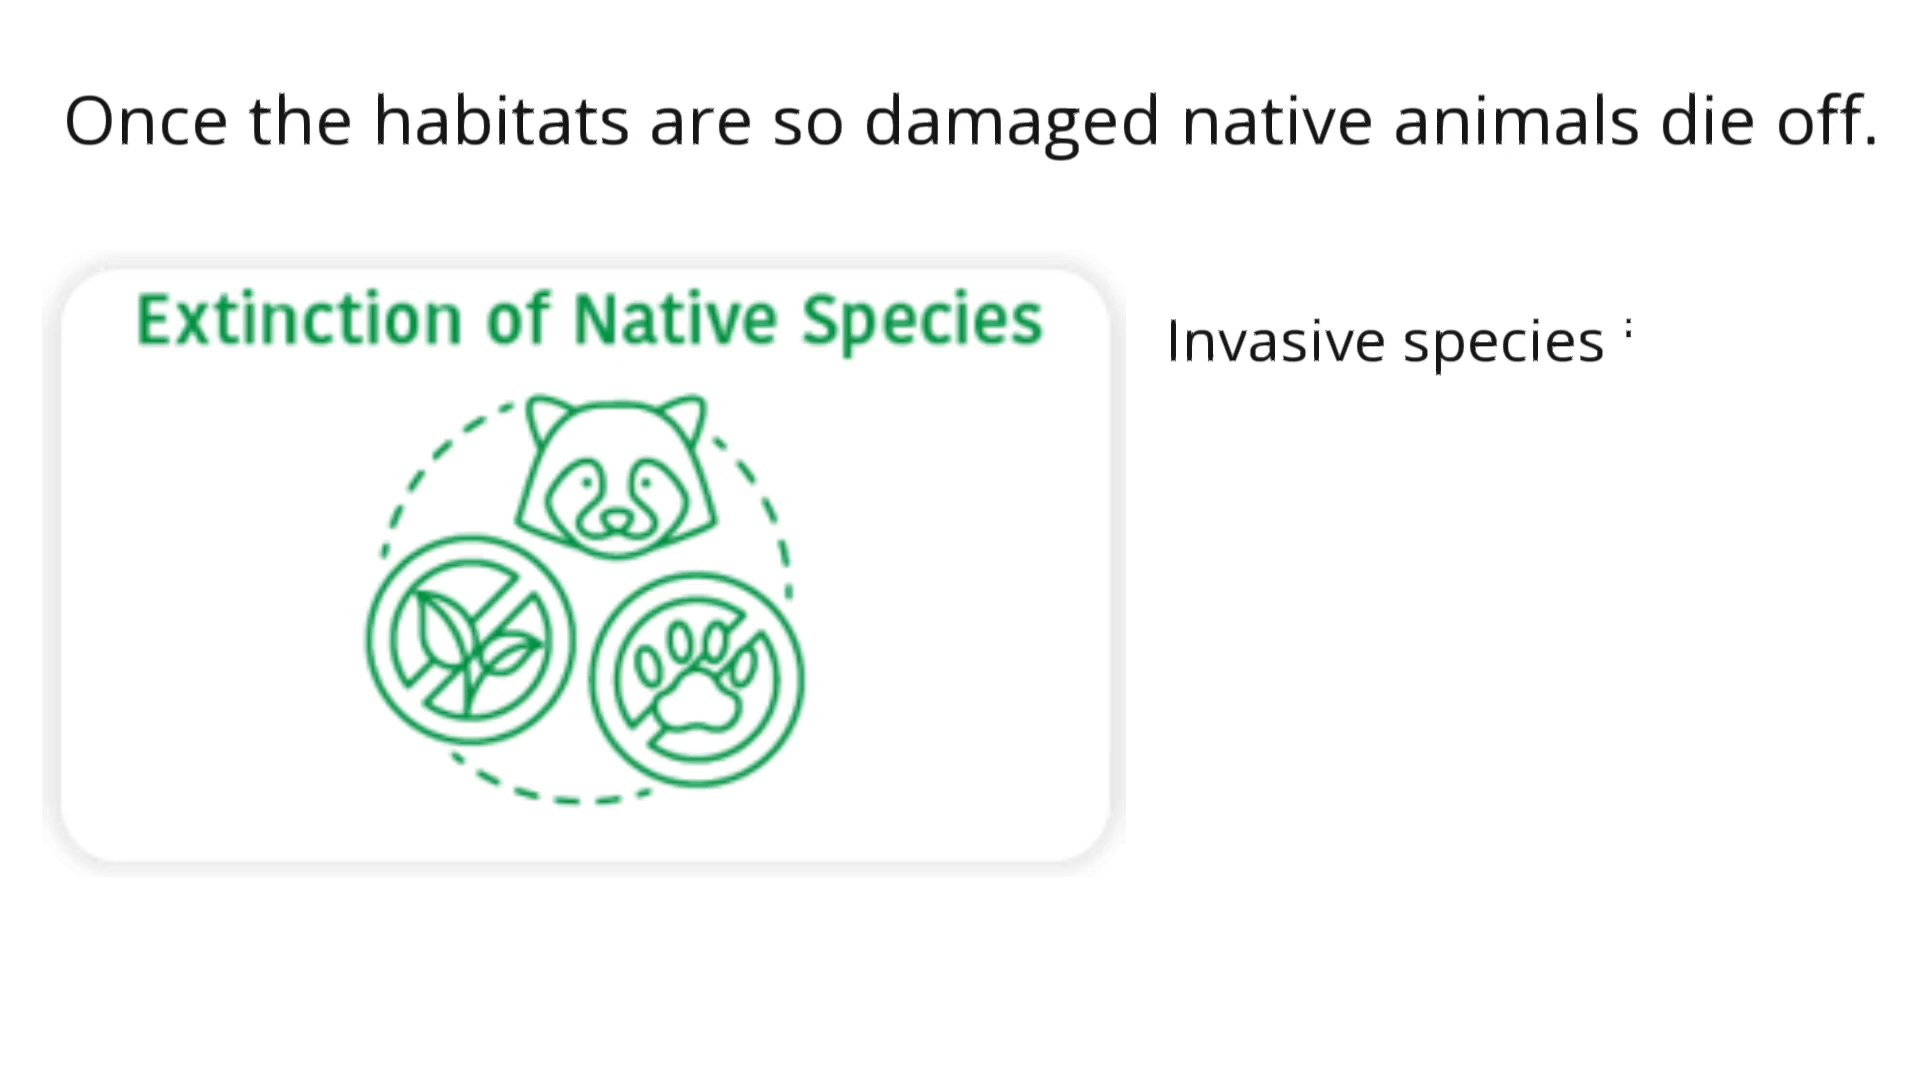 Once the habitats are so damaged native animals die off.
Extinction of Native Species
Invasive species